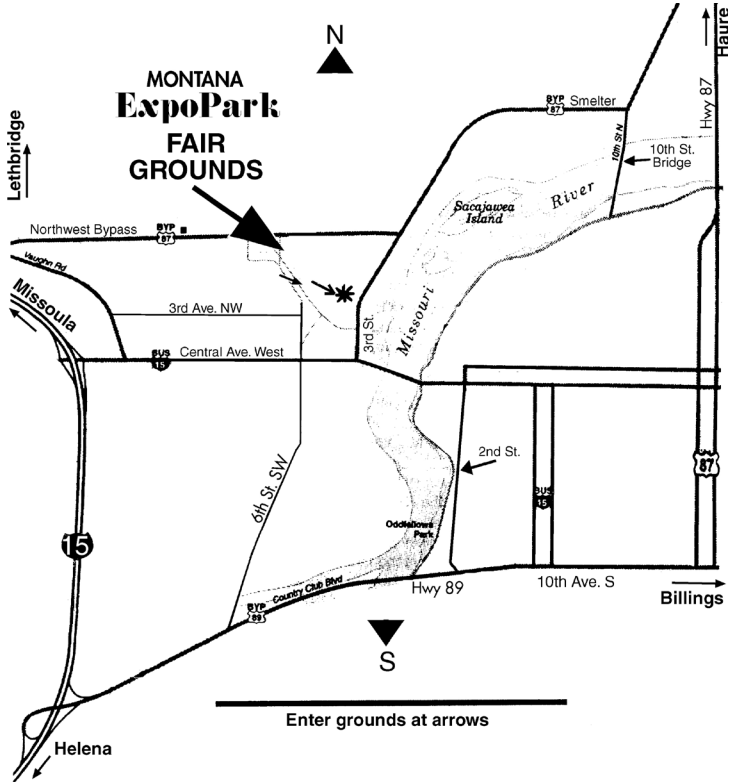 N
MONTANA
ExpoPark
FAIR
GROUNDS
Haure
Hwy 87
BYP
87
Smelter
10th St N
10th St.
Bridge
Lethbridge
Sacajawea
Island
River
Missouri
Northwest Bypass
BYP
87
Vaughn Rd
Missoula
3rd Ave. NW
3rd St.
BUS
15
Central Ave. West
2nd St.
87
6th St. SW
BUS
15
Oddfellows
Park
15
Country Club Blvd
BYP
89
Hwy 89
10th Ave. S
Billings
S
Enter grounds at arrows
Helena